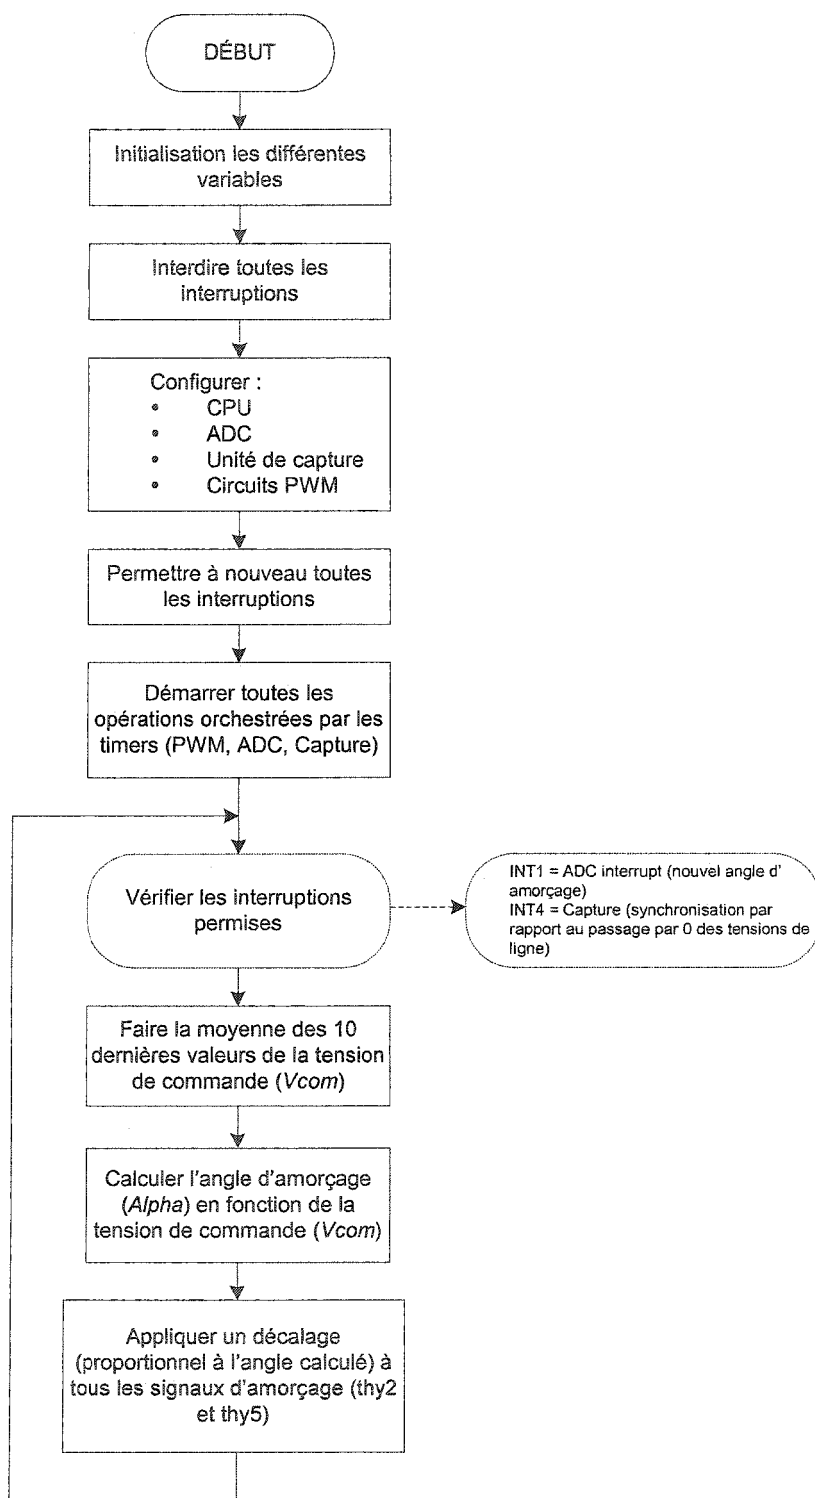 DÉBUT
Initialisation les différentes
variables
Interdire toutes les
interruptions
Configurer :
• CPU
• ADC
• Unité de capture
• Circuits PWM
Permettre à nouveau toutes
les interruptions
Démarrer toutes les
opérations orchestrées par les
timers (PWM, ADC, Capture)
Vérifier les interruptions
permises
INT1 = ADC interrupt (nouvel angle d'
amorçage)
INT4 = Capture (synchronisation par
rapport au passage par 0 des tensions de
ligne)
Faire la moyenne des 10
dernières valeurs de la tension
de commande (Vcom)
Calculer l'angle d'amorçage
(Alpha) en fonction de la
tension de commande (Vcom)
Appliquer un décalage
(proportionnel à l'angle calculé) à
tous les signaux d'amorçage (thy2
et thy5)